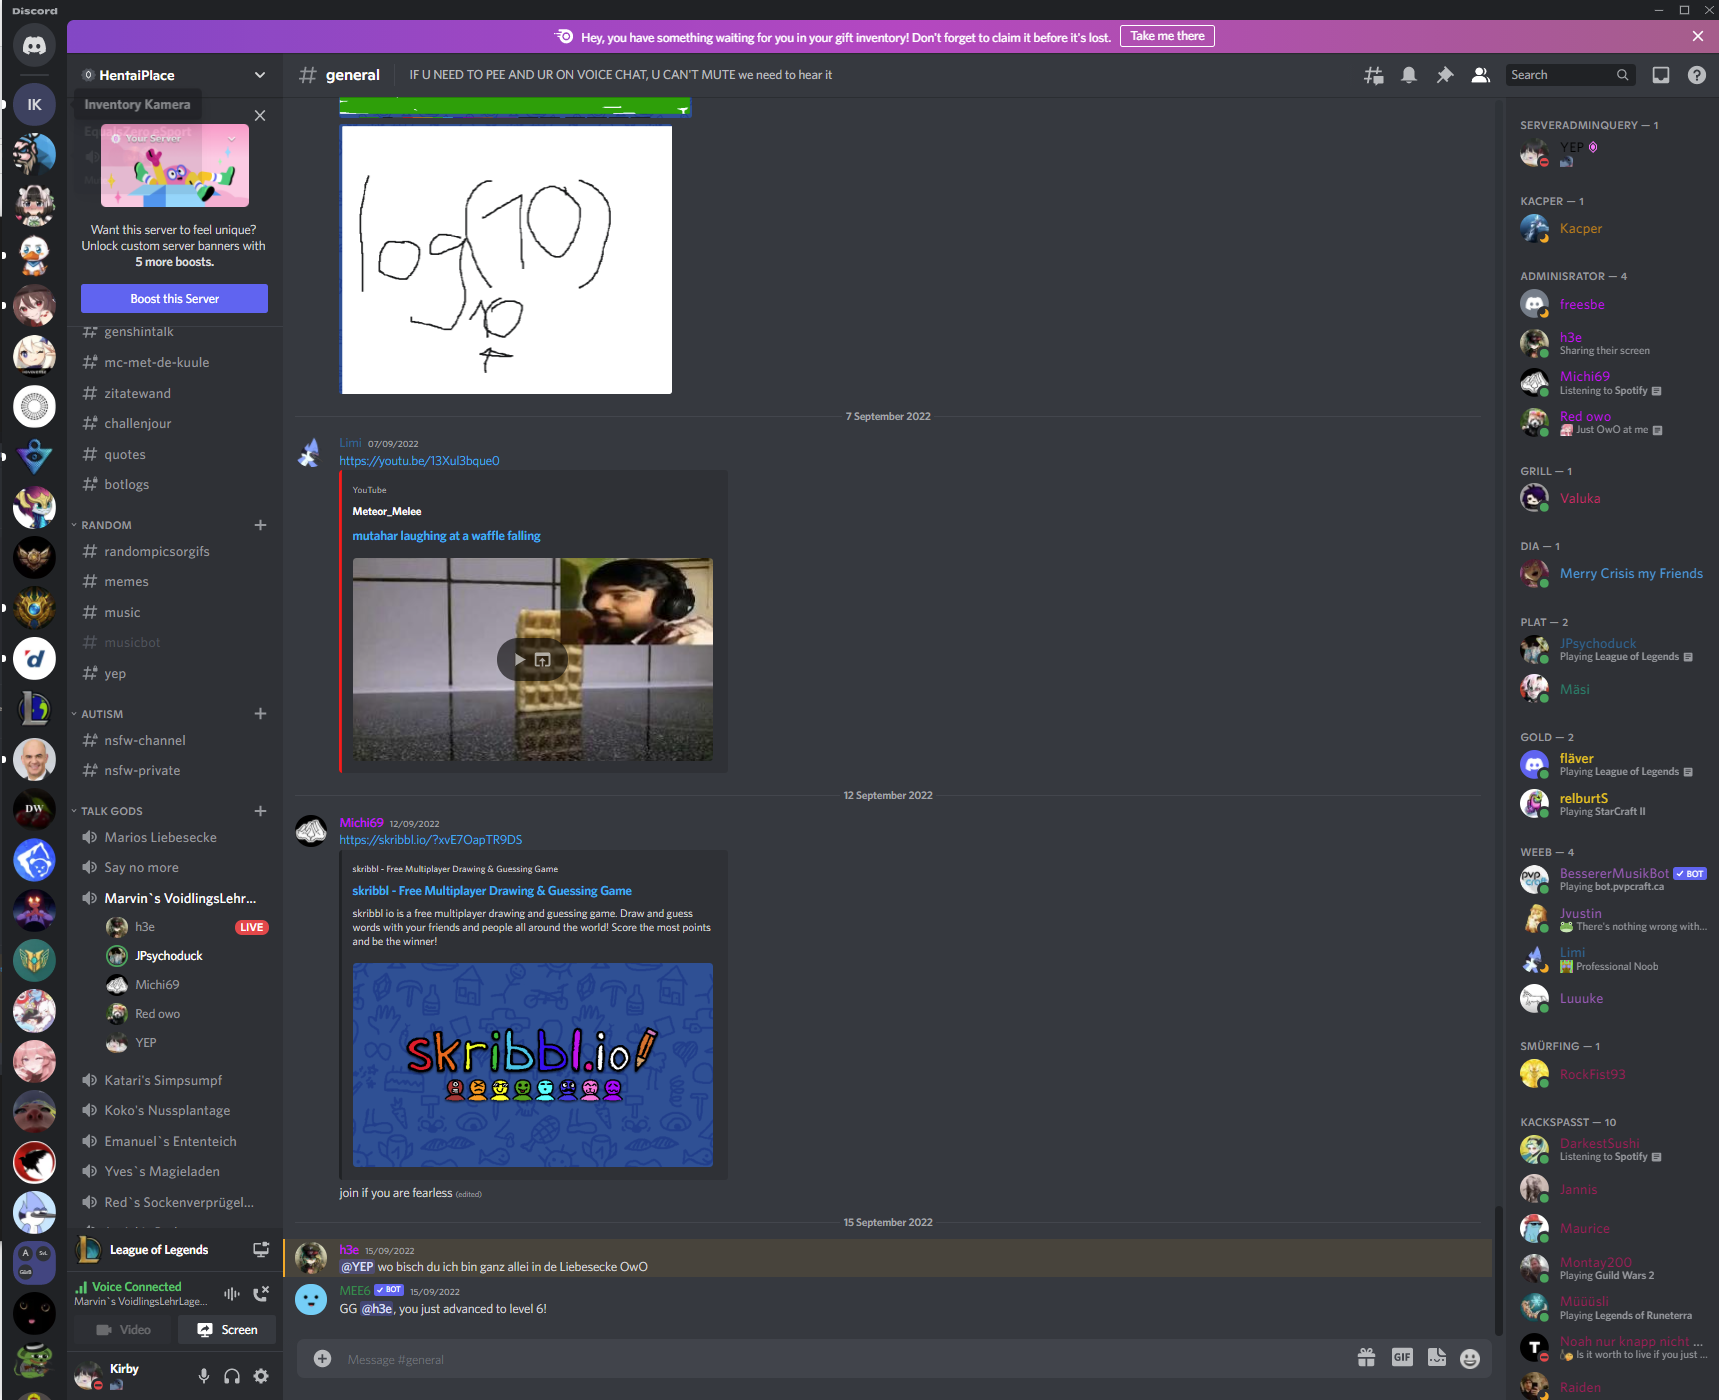 Discord
Hey, you have something waiting for you in your gift inventory! Don't forget to claim it before it's lost.
Take me there
HentaiPlace
general
IF U NEED TO PEE AND UR ON VOICE CHAT, U CAN'T MUTE we need to hear it
Search
IK
Inventory Kamera
EqualsZero eSport
Your Server
Want this server to feel unique?
Unlock custom server banners with
5 more boosts.
Boost this Server
genshintalk
mc-met-de-kuule
zitatewand
challenjour
quotes
botlogs
RANDOM
randompicsorgifs
memes
music
musicbot
yep
AUTISM
nsfw-channel
nsfw-private
TALK GODS
Marios Liebesecke
Say no more
Marvin`s VoidlingsLehr...
h3e
LIVE
JPsychoduck
Michi69
Red owo
YEP
Katari's Simpsumpf
Koko's Nussplantage
Emanuel`s Ententeich
Yves`s Magieladen
Red`s Sockenverprügel...
DW
League of Legends
Voice Connected
Marvin`s VoidlingsLehrLage...
Video
Screen
Kirby
log(10)
10
7 September 2022
Limi 07/09/2022
https://youtu.be/13Xul3bque0
YouTube
Meteor_Melee
mutahar laughing at a waffle falling
12 September 2022
Michi69 12/09/2022
https://skribbl.io/?xvE7OapTR9DS
skribbl - Free Multiplayer Drawing & Guessing Game
skribbl - Free Multiplayer Drawing & Guessing Game
skribbl io is a free multiplayer drawing and guessing game. Draw and guess
words with your friends and people all around the world! Score the most points
and be the winner!
skribbl.io
join if you are fearless (edited)
15 September 2022
h3e 15/09/2022
@YEP wo bisch du ich bin ganz allei in de Liebesecke OwO
MEE6 BOT 15/09/2022
GG @h3e, you just advanced to level 6!
Message #general
GIF
SERVERADMINQUERY — 1
YEP
KACPER — 1
Kacper
ADMINISRATOR — 4
freesbe
h3e
Sharing their screen
Michi69
Listening to Spotify
Red owo
Just OwO at me
GRILL — 1
Valuka
DIA — 1
Merry Crisis my Friends
PLAT — 2
JPsychoduck
Playing League of Legends
Mäsi
GOLD — 2
fläver
Playing League of Legends
relburtS
Playing StarCraft II
WEEB — 4
BessererMusikBot BOT
Playing bot.pvpcraft.ca
Jvustin
There's nothing wrong with...
Limi
Professional Noob
Luuuke
SMÜRFING — 1
RockFist93
KACKSPASST — 10
DarkestSushi
Listening to Spotify
Jannis
Maurice
Montay200
Playing Guild Wars 2
Müüüsli
Playing Legends of Runeterra
Noah nur knapp nicht ...
Is it worth to live if you just ...
Raiden